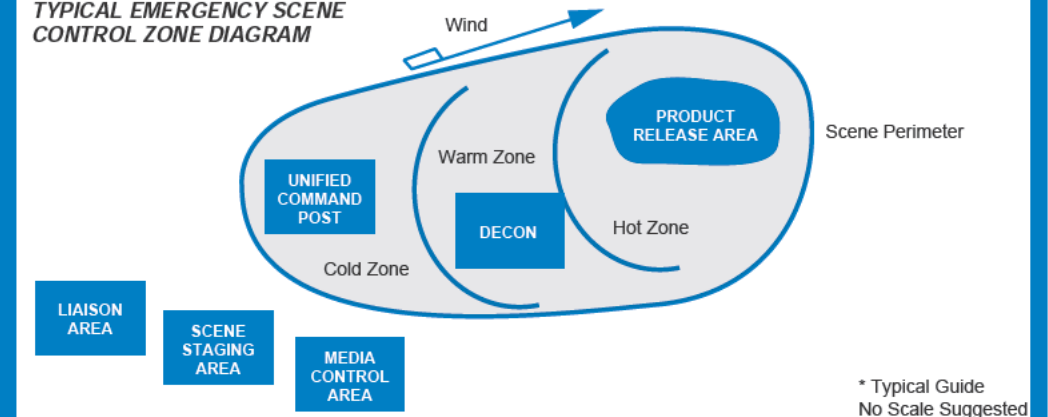 TYPICAL EMERGENCY SCENE
CONTROL ZONE DIAGRAM
Wind
PRODUCT
RELEASE AREA
Scene Perimeter
Warm Zone
UNIFIED
COMMAND
POST
DECON
Hot Zone
Cold Zone
LIAISON
AREA
SCENE
STAGING
AREA
MEDIA
CONTROL
AREA
* Typical Guide
No Scale Suggested